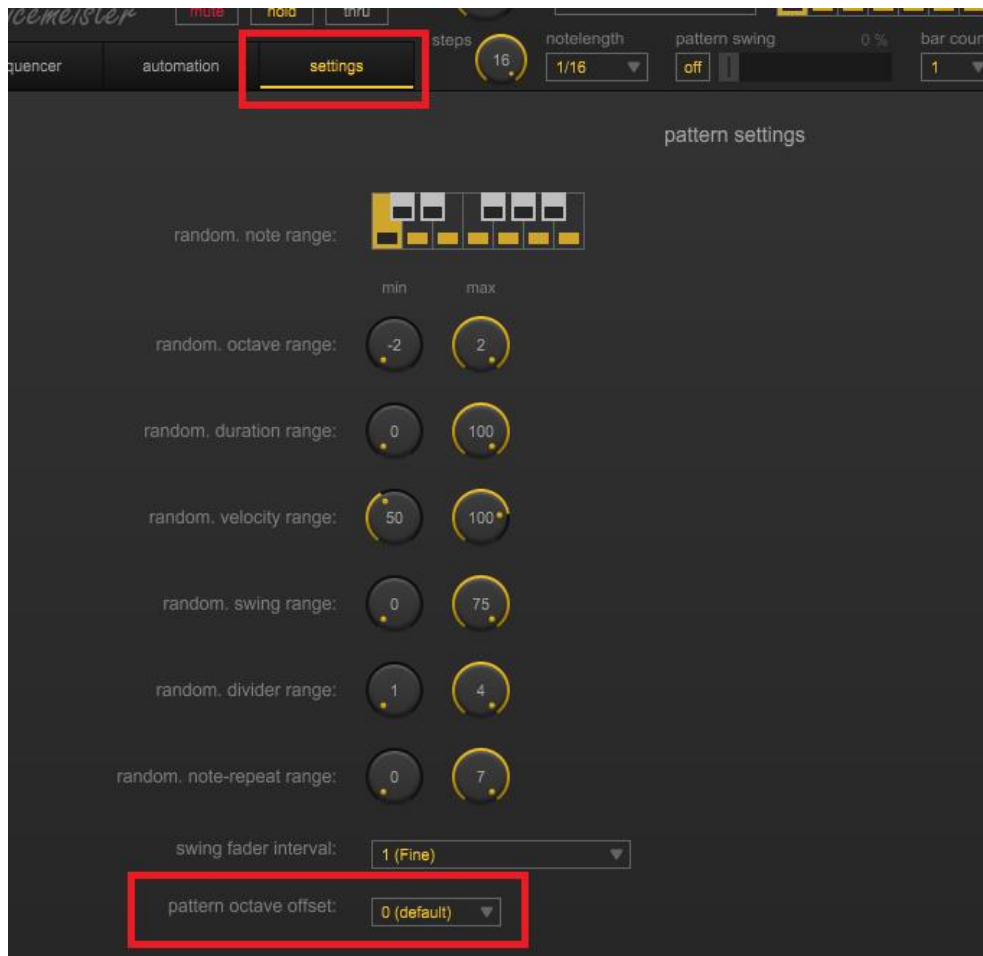 mute hold thru
steps 16 notelength pattern swing 0 % bar coun
quencer automation settings 1/16 off 1
pattern settings
random. note range:
min max
random. octave range: -2 2
random. duration range: 0 100
random. velocity range: 50 100
random. swing range: 0 75
random. divider range: 1 4
random. note-repeat range: 0 7
swing fader interval: 1 (Fine)
pattern octave offset: 0 (default)